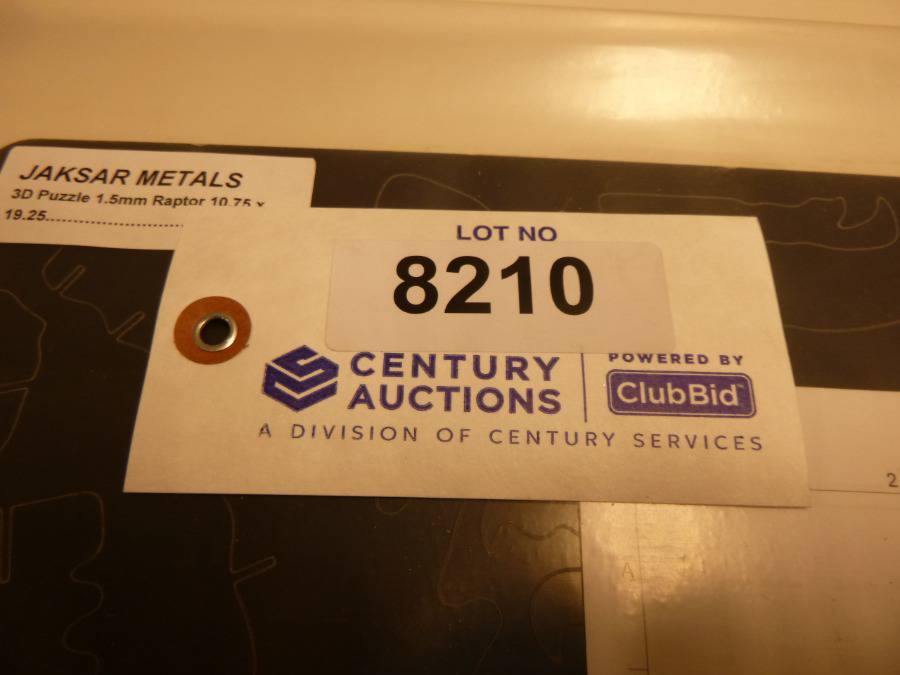 JAKSAR METALS
3D Puzzle 1.5mm Raptor 10.75 x
19.25
LOT NO
8210
CENTURY
AUCTIONS
POWERED BY
ClubBid™
A DIVISION OF CENTURY SERVICES
2
A